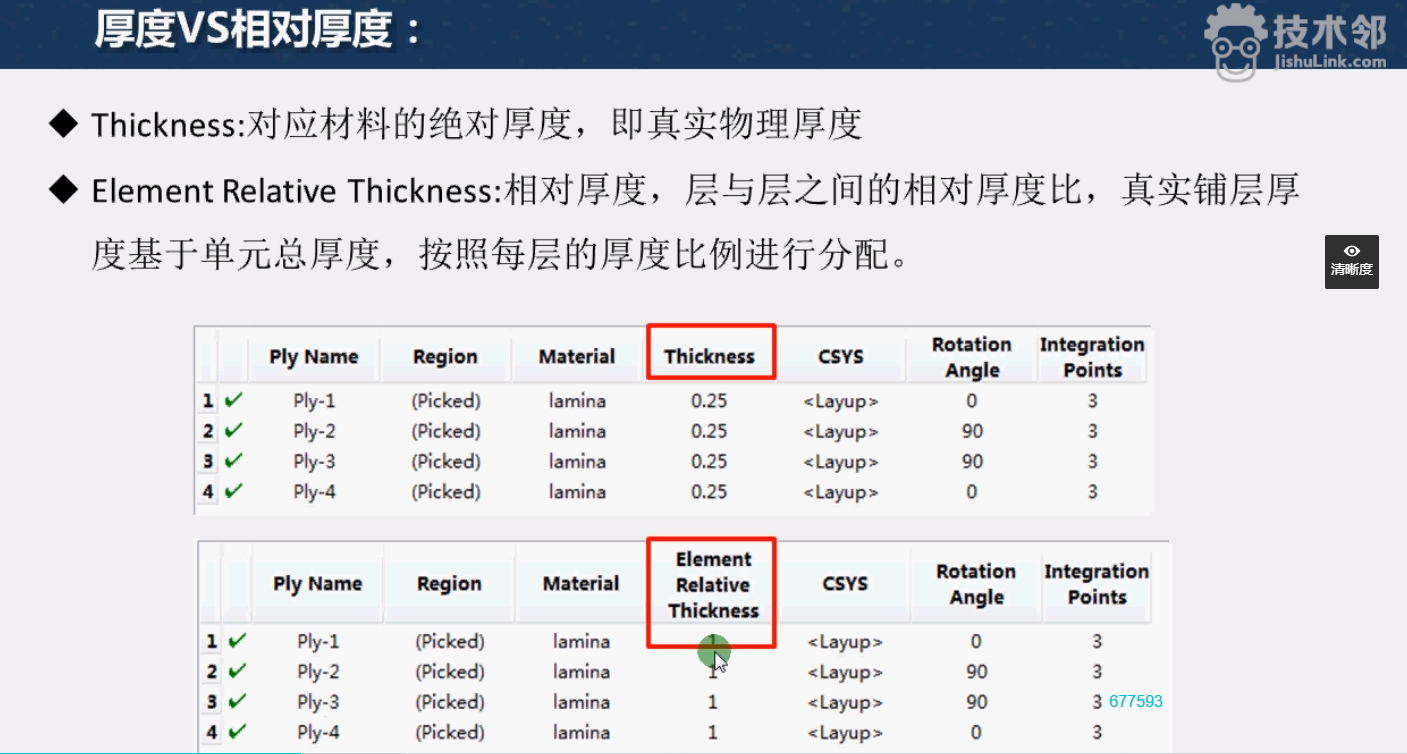 厚度VS相对厚度：
技术邻
JishuLink.com
Thickness:对应材料的绝对厚度，即真实物理厚度
Element Relative Thickness:相对厚度，层与层之间的相对厚度比，真实铺层厚
度基于单元总厚度，按照每层的厚度比例进行分配。
清晰度
Ply Name Region Material Thickness CSYS Rotation Angle Integration Points
1 Ply-1 (Picked) lamina 0.25 <Layup> 0 3
2 Ply-2 (Picked) lamina 0.25 <Layup> 90 3
3 Ply-3 (Picked) lamina 0.25 <Layup> 90 3
4 Ply-4 (Picked) lamina 0.25 <Layup> 0 3
Ply Name Region Material Element Relative Thickness CSYS Rotation Angle Integration Points
1 Ply-1 (Picked) lamina 1 <Layup> 0 3
2 Ply-2 (Picked) lamina 1 <Layup> 90 3
3 Ply-3 (Picked) lamina 1 <Layup> 90 3 677593
4 Ply-4 (Picked) lamina 1 <Layup> 0 3